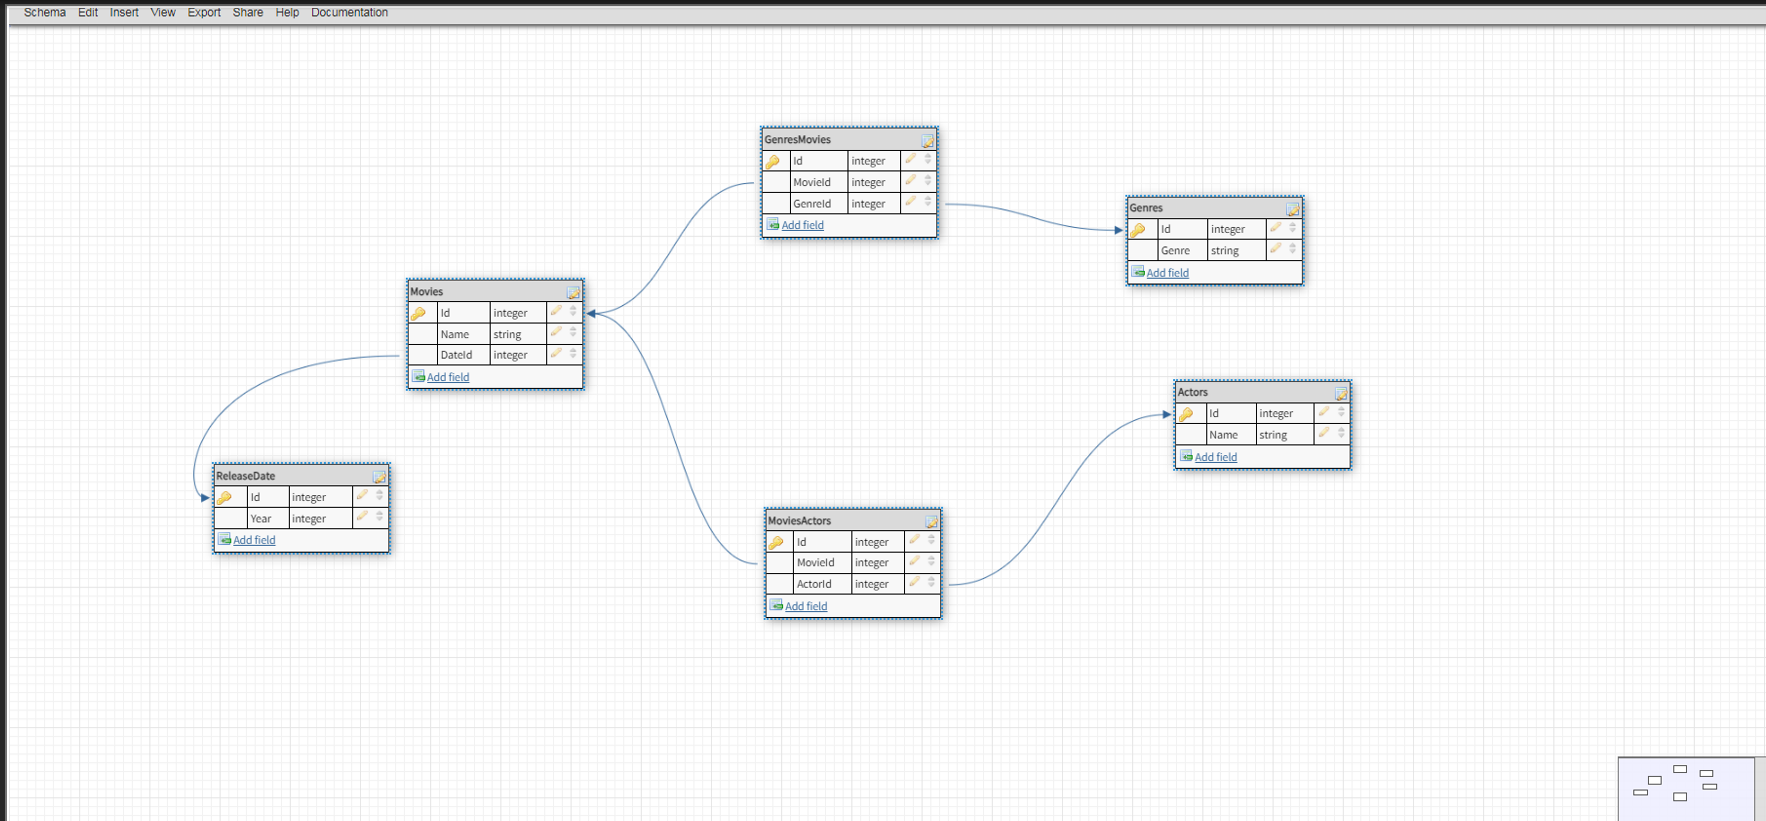 Schema Edit Insert View Export Share Help Documentation
GenresMovies
Id integer
MovieId integer
GenreId integer
Add field
Genres
Id integer
Genre string
Add field
Movies
Id integer
Name string
DateId integer
Add field
Actors
Id integer
Name string
Add field
ReleaseDate
Id integer
Year integer
Add field
MoviesActors
Id integer
MovieId integer
ActorId integer
Add field